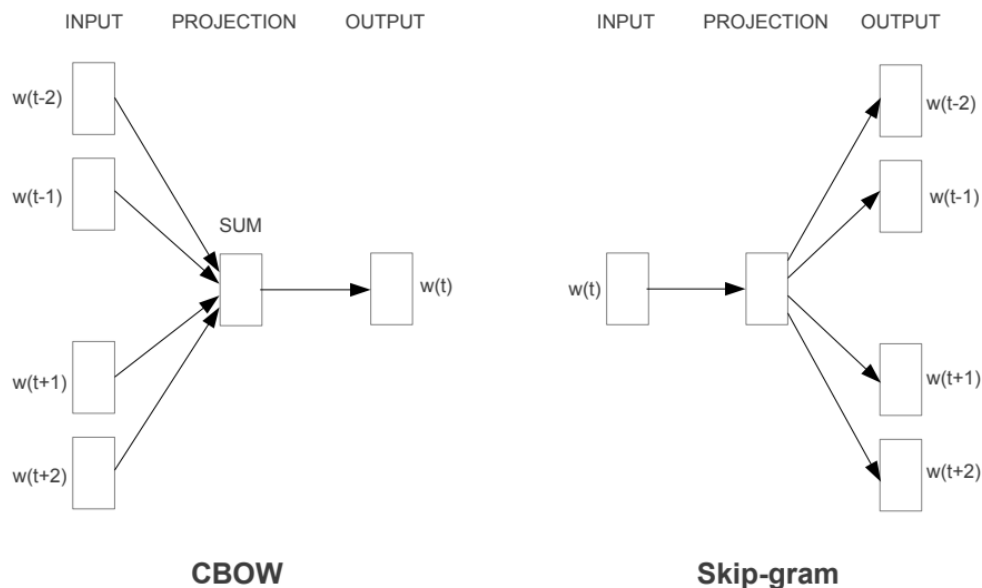 INPUT PROJECTION OUTPUT
w(t-2)
w(t-1)
SUM
w(t)
w(t+1)
w(t+2)
CBOW
INPUT PROJECTION OUTPUT
w(t-2)
w(t-1)
w(t)
w(t+1)
w(t+2)
Skip-gram